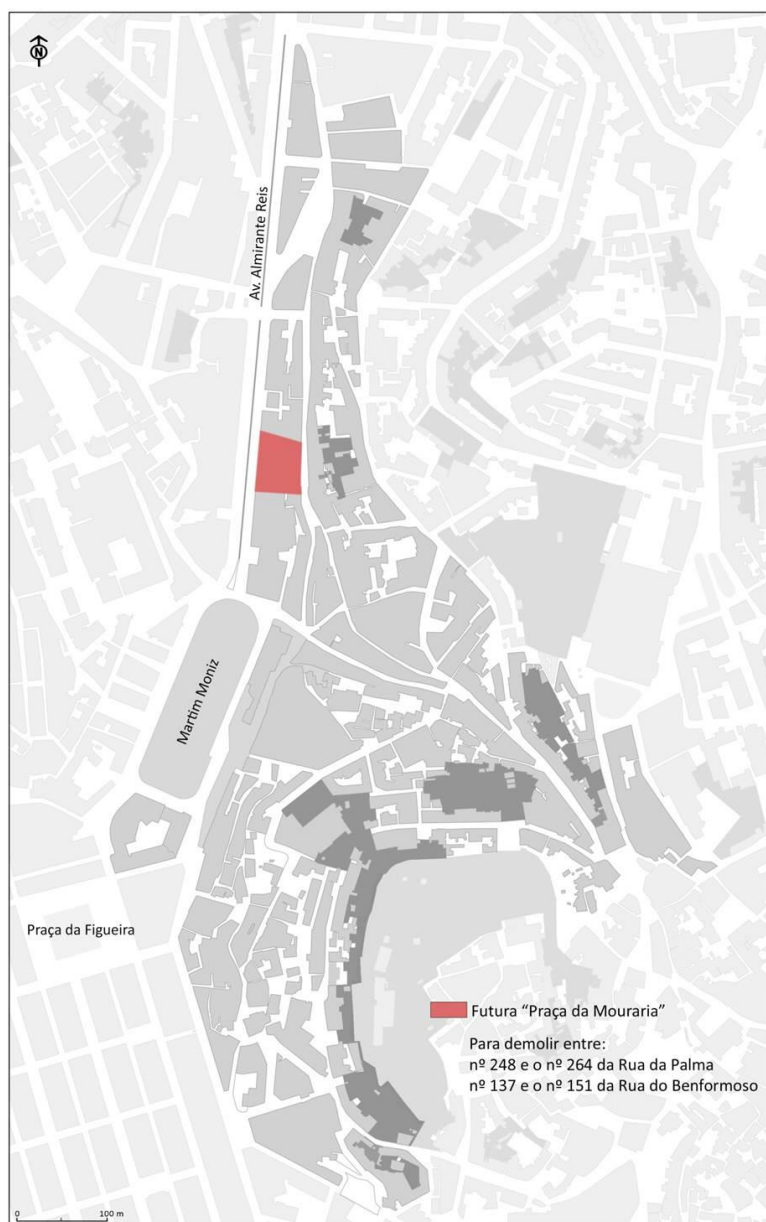 N
Av. Almirante Reis
Martim Moniz
Praça da Figueira
Futura “Praça da Mouraria”
Para demolir entre:
nº 248 e o nº 264 da Rua da Palma
nº 137 e o nº 151 da Rua do Benformoso
0 100 m